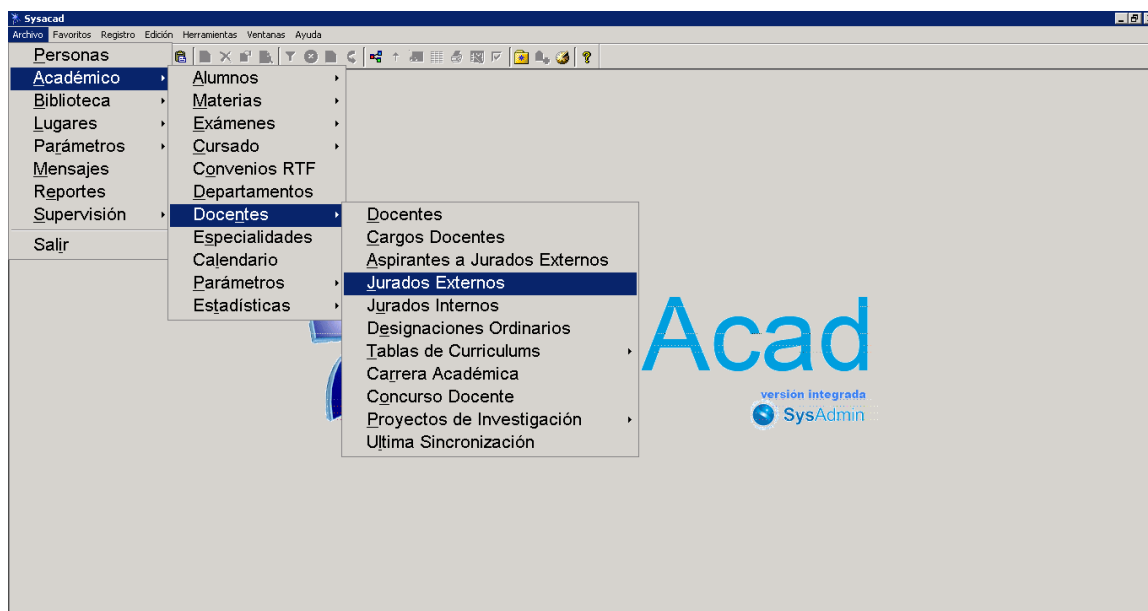 Sysacad
Archivo Favoritos Registro Edición Herramientas Ventanas Ayuda
Personas
Académico
Biblioteca
Lugares
Parámetros
Mensajes
Reportes
Supervisión
Salir
Alumnos
Materias
Exámenes
Cursado
Convenios RTF
Departamentos
Docentes
Especialidades
Calendario
Parámetros
Estadísticas
Docentes
Cargos Docentes
Aspirantes a Jurados Externos
Jurados Externos
Jurados Internos
Designaciones Ordinarios
Tablas de Curriculums
Carrera Académica
Concurso Docente
Proyectos de Investigación
Ultima Sincronización
Acad
versión integrada
SysAdmin